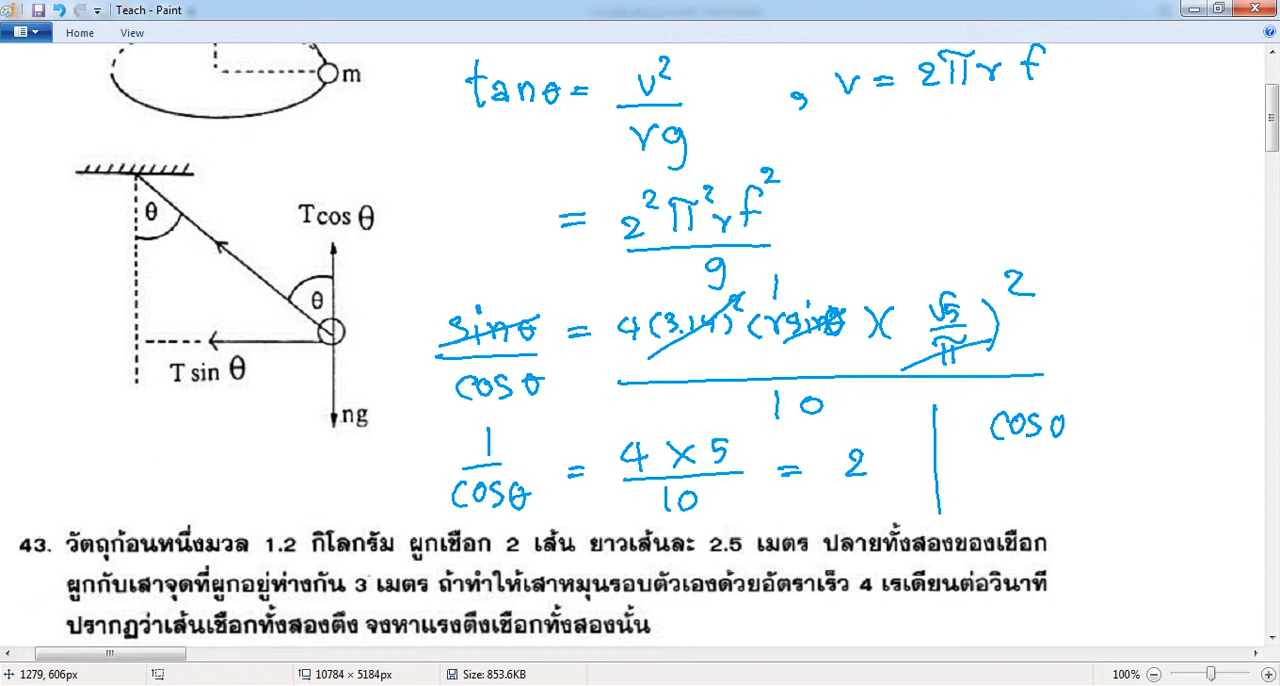 Teach - Paint
Home View
m
tanθ = v²/rg , v = 2πrf
θ
Tcos θ
= 2²π²rf²/g
θ
sinθ/cosθ = 4(3.14)²(1sinθ)(√5/π)²/10
T sin θ
ng
1/cosθ = 4×5/10 = 2 | cosθ
43. วัตถุก้อนหนึ่งมวล 1.2 กิโลกรัม ผูกเชือก 2 เส้น ยาวเส้นละ 2.5 เมตร ปลายทั้งสองของเชือก
ผูกกับเสาจุดที่ผูกอยู่ห่างกัน 3 เมตร ถ้าทำให้เสาหมุนรอบตัวเองด้วยอัตราเร็ว 4 เรเดียนต่อวินาที
ปรากฏว่าเส้นเชือกทั้งสองตึง จงหาแรงตึงเชือกทั้งสองนั้น
1279, 606px 10784 × 5184px Size: 853.6KB 100%